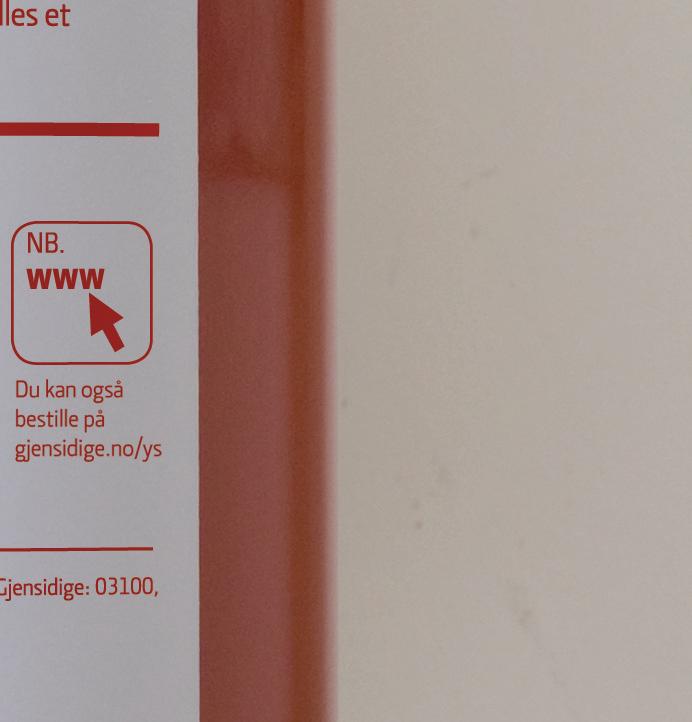 lles et
NB.
www
Du kan også
bestille på
gjensidige.no/ys
Gjensidige: 03100,